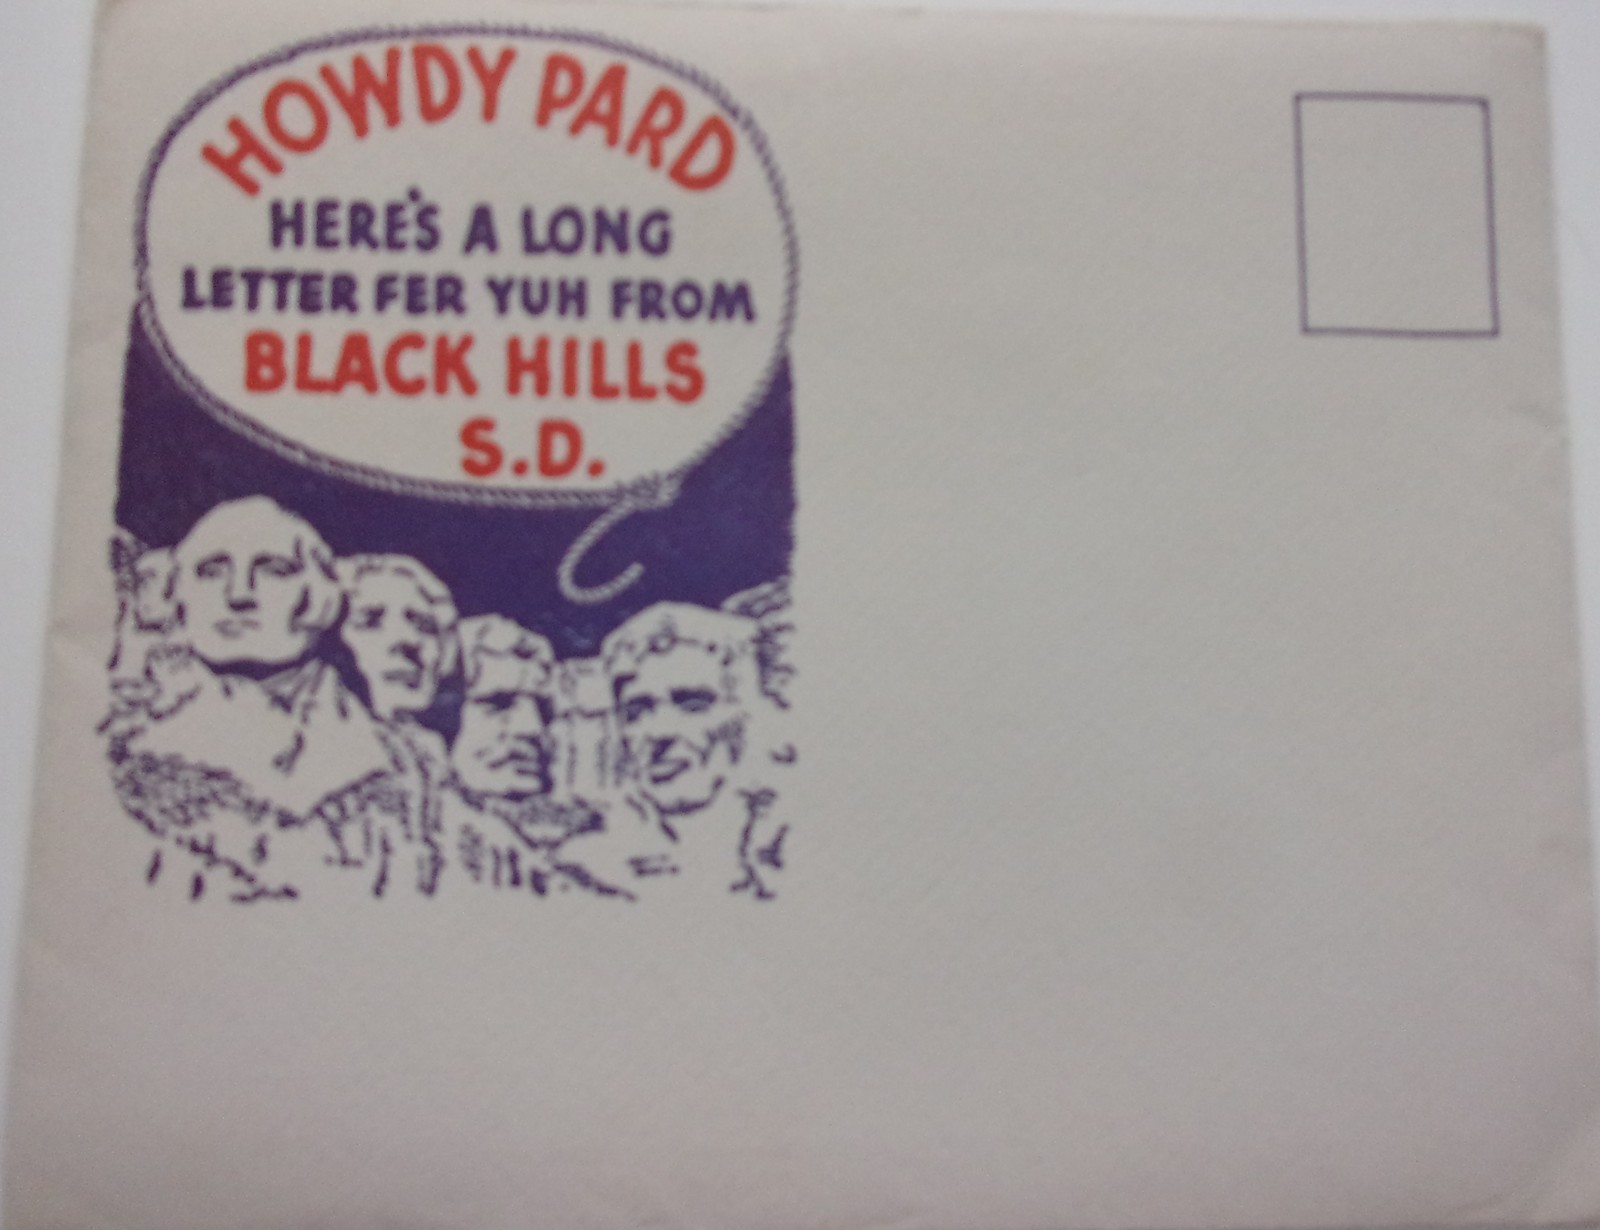 HOWDY PARD
HERE'S A LONG
LETTER FER YUH FROM
BLACK HILLS
S.D.